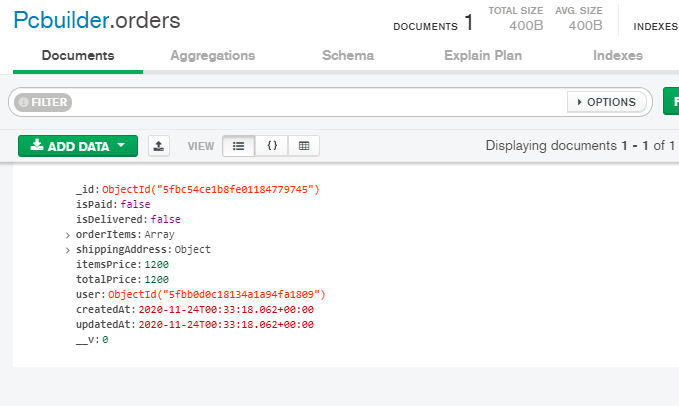 Pcbuilder.orders
DOCUMENTS 1 TOTAL SIZE 400B AVG. SIZE 400B INDEXES
Documents Aggregations Schema Explain Plan Indexes
FILTER OPTIONS F
ADD DATA VIEW { } Displaying documents 1 - 1 of 1
_id: ObjectId("5fbc54ce1b8fe01184779745")
isPaid: false
isDelivered: false
orderItems: Array
shippingAddress: Object
itemsPrice: 1200
totalPrice: 1200
user: ObjectId("5fbb0d0c18134a1a94fa1809")
createdAt: 2020-11-24T00:33:18.062+00:00
updatedAt: 2020-11-24T00:33:18.062+00:00
__v: 0